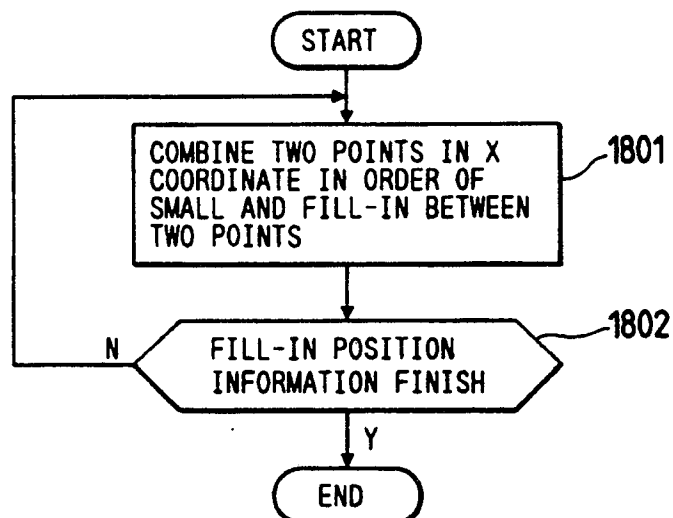 START
COMBINE TWO POINTS IN X
COORDINATE IN ORDER OF
SMALL AND FILL-IN BETWEEN
TWO POINTS
1801
FILL-IN POSITION
INFORMATION FINISH
1802
N
Y
END